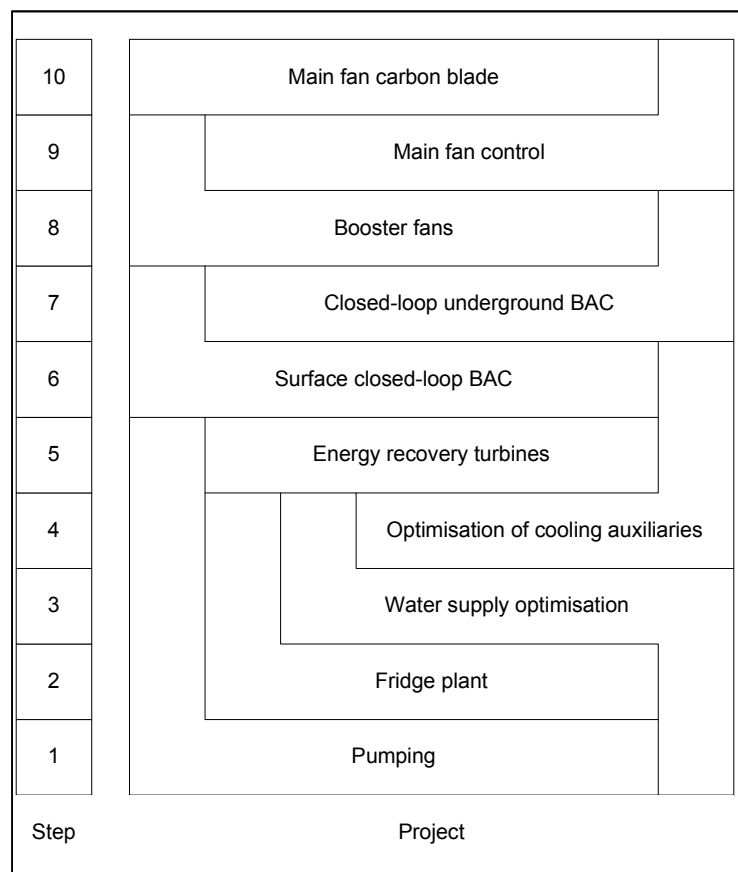 10 Main fan carbon blade
9 Main fan control
8 Booster fans
7 Closed-loop underground BAC
6 Surface closed-loop BAC
5 Energy recovery turbines
4 Optimisation of cooling auxiliaries
3 Water supply optimisation
2 Fridge plant
1 Pumping
Step Project